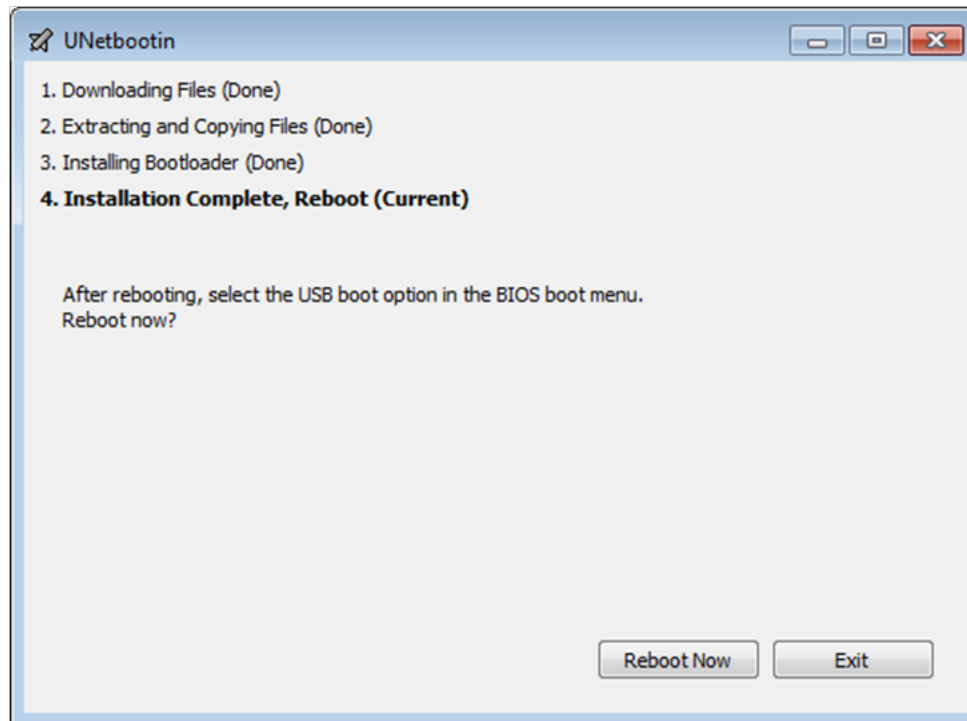 UNetbootin
1. Downloading Files (Done)
2. Extracting and Copying Files (Done)
3. Installing Bootloader (Done)
4. Installation Complete, Reboot (Current)
After rebooting, select the USB boot option in the BIOS boot menu.
Reboot now?
Reboot Now
Exit